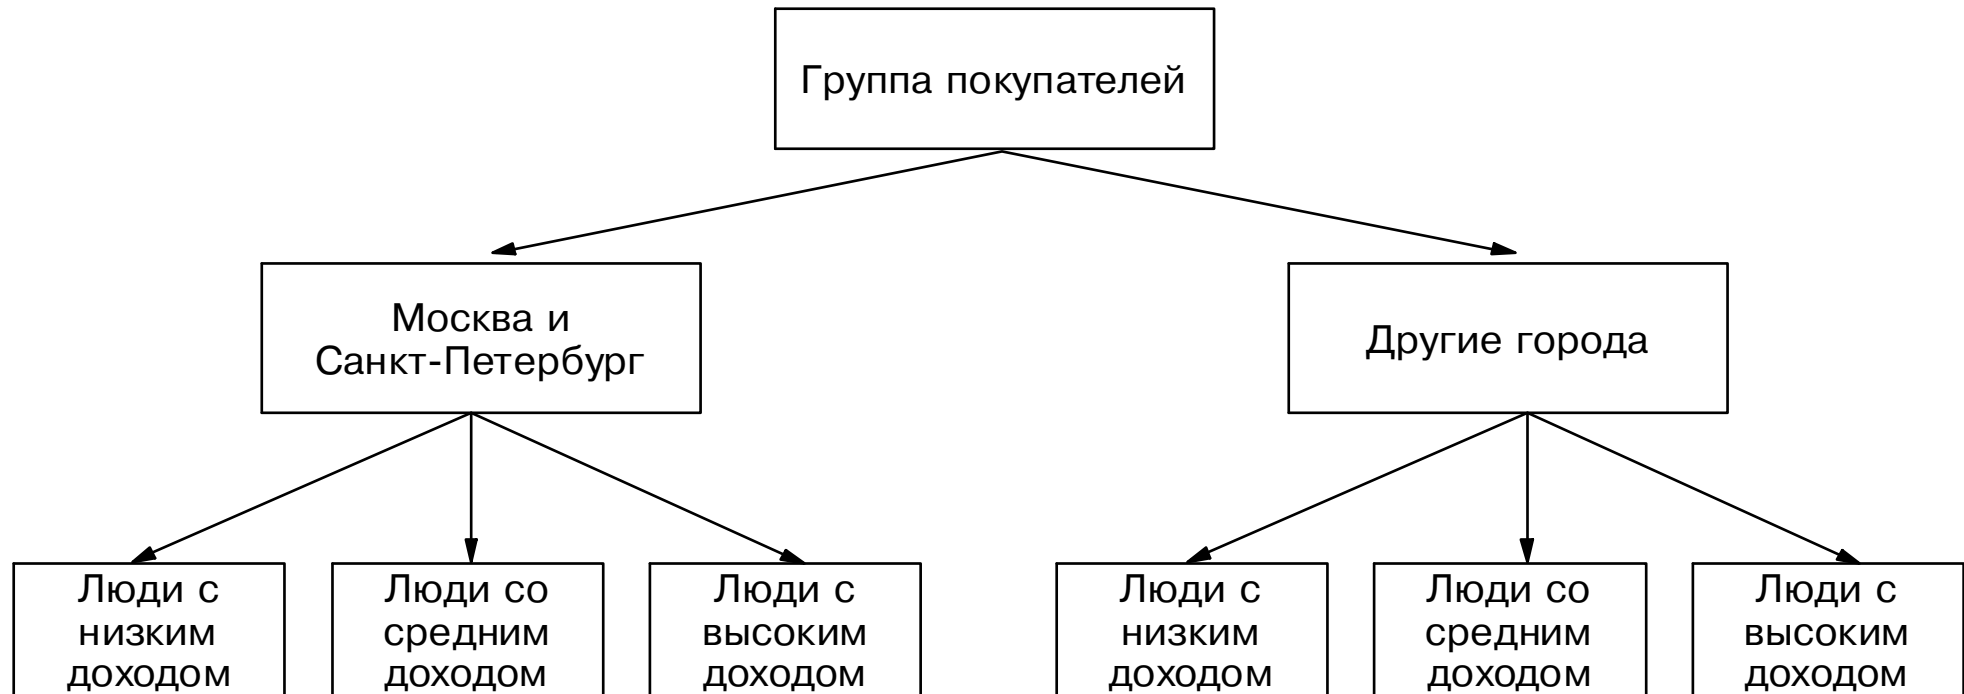 Группа покупателей
Москва и
Санкт-Петербург
Другие города
Люди с
низким
доходом
Люди со
средним
доходом
Люди с
высоким
доходом
Люди с
низким
доходом
Люди со
средним
доходом
Люди с
высоким
доходом